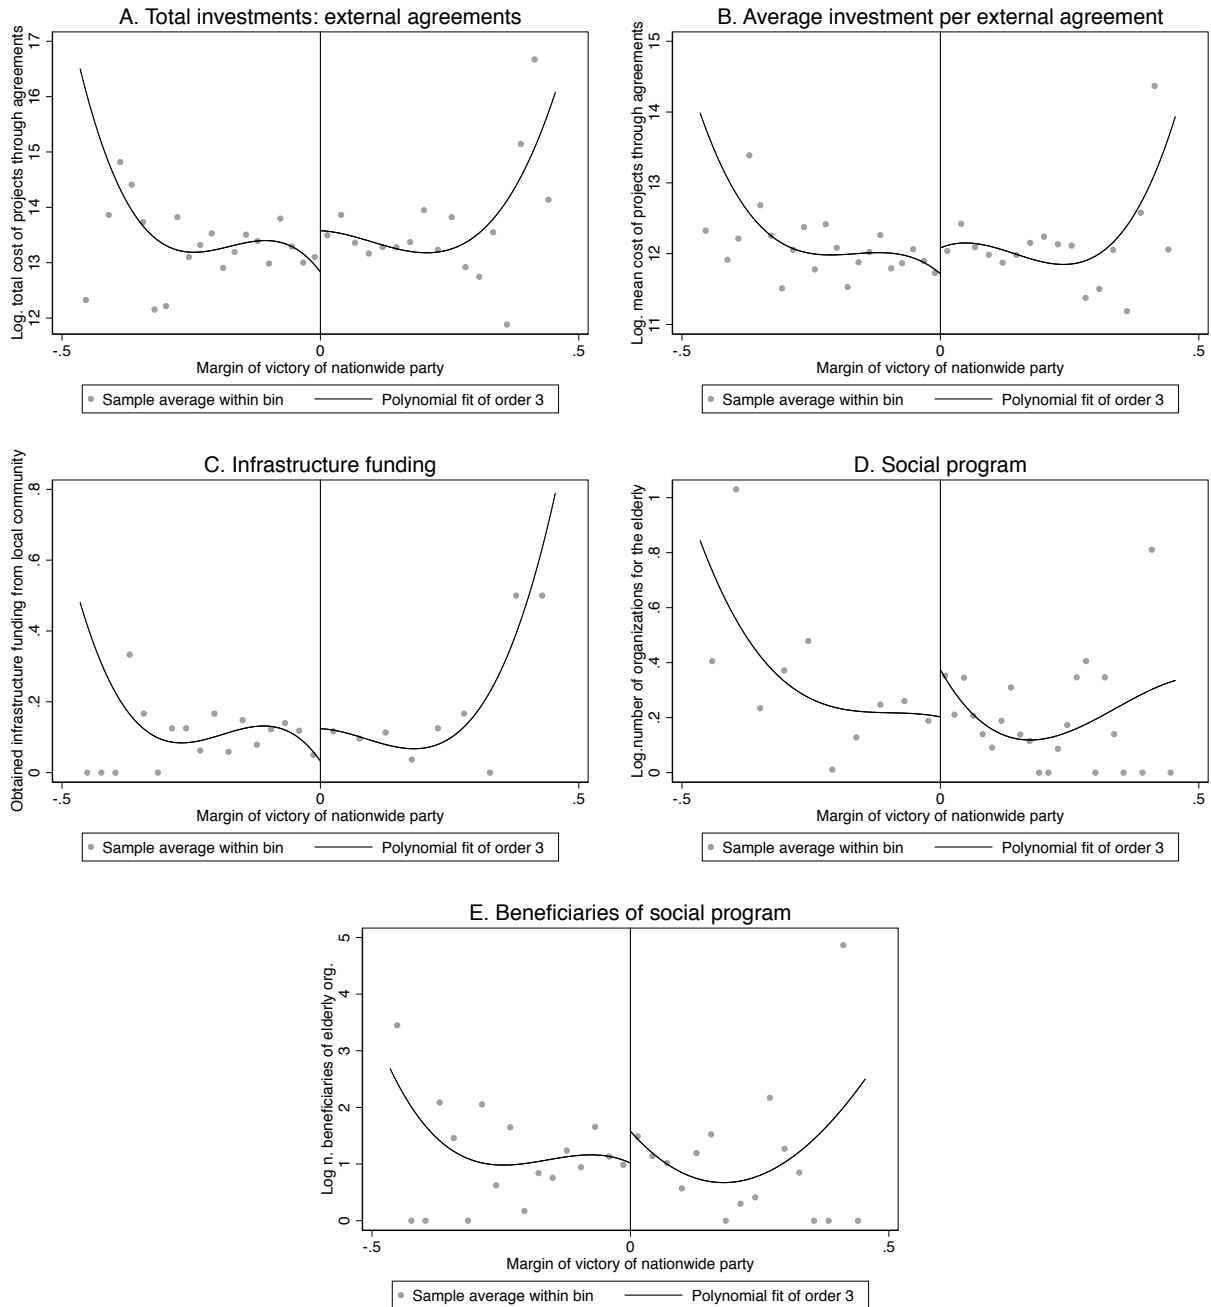 A. Total investments: external agreements
Log. total cost of projects through agreements
17
16
15
14
13
12
-.5
0
.5
Margin of victory of nationwide party
Sample average within bin
Polynomial fit of order 3
B. Average investment per external agreement
Log. mean cost of projects through agreements
15
14
13
12
11
-.5
0
.5
Margin of victory of nationwide party
Sample average within bin
Polynomial fit of order 3
C. Infrastructure funding
Obtained infrastructure funding from local community
.8
.6
.4
.2
0
-.5
0
.5
Margin of victory of nationwide party
Sample average within bin
Polynomial fit of order 3
D. Social program
Log.number of organizations for the elderly
1
.8
.6
.4
.2
0
-.5
0
.5
Margin of victory of nationwide party
Sample average within bin
Polynomial fit of order 3
E. Beneficiaries of social program
Log n. beneficiaries of elderly org.
5
4
3
2
1
0
-.5
0
.5
Margin of victory of nationwide party
Sample average within bin
Polynomial fit of order 3